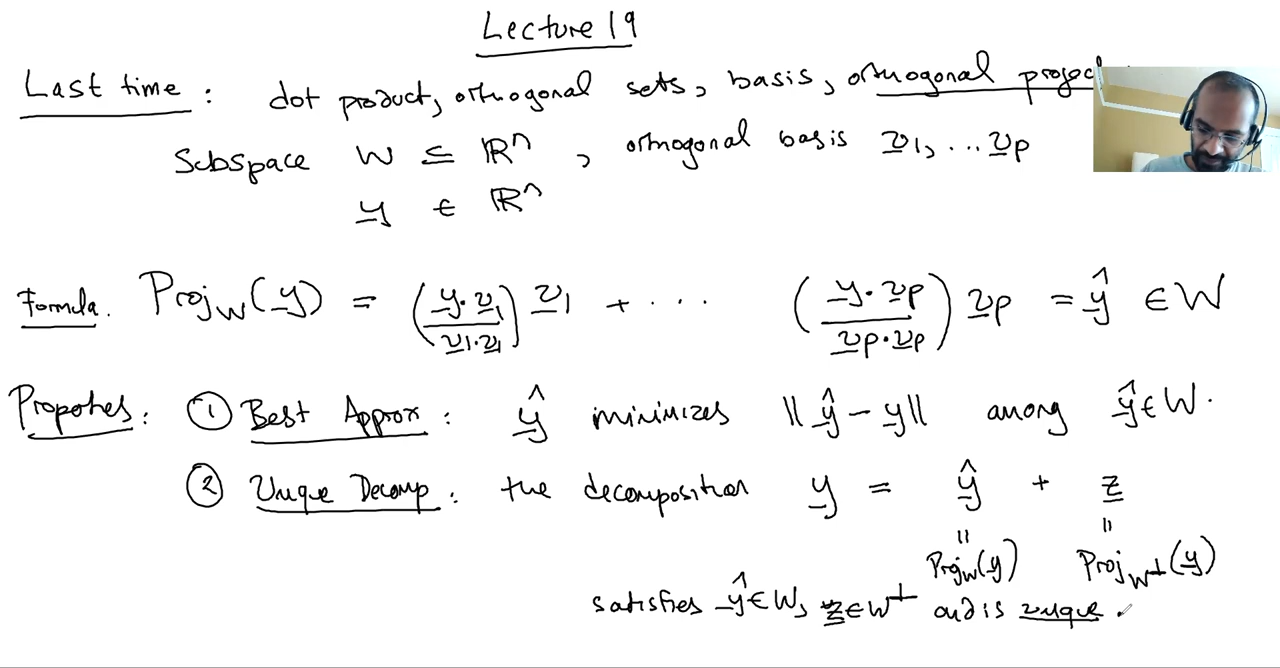 Lecture 19
Last time : dot product, orthogonal sets, basis, orthogonal project
Subspace W ⊆ ℝⁿ , orthogonal basis v1, ... vp
y ∈ ℝⁿ
Formula. Proj_W(y) = (y·v1 / v1·v1) v1 + ··· (y·vp / vp·vp) vp = ŷ ∈ W
Properties : ① Best Approx : ŷ minimizes ‖ŷ − y‖ among ŷ ∈ W.
② Unique Decomp : the decomposition y = ŷ + z
॥ ॥
Proj_W(y) Proj_W⊥(y)
satisfies ŷ ∈ W, z ∈ W⊥ and is unique.